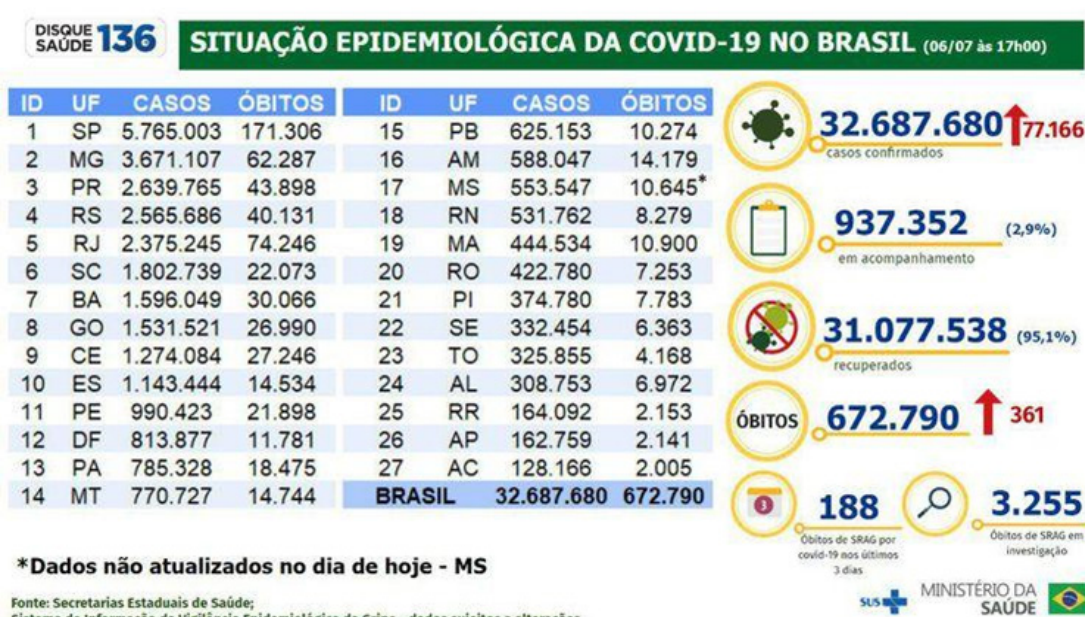 DISQUE
SAÚDE 136
SITUAÇÃO EPIDEMIOLÓGICA DA COVID-19 NO BRASIL (06/07 às 17h00)
ID UF CASOS ÓBITOS ID UF CASOS ÓBITOS
1 SP 5.765.003 171.306 15 PB 625.153 10.274
2 MG 3.671.107 62.287 16 AM 588.047 14.179
3 PR 2.639.765 43.898 17 MS 553.547 10.645*
4 RS 2.565.686 40.131 18 RN 531.762 8.279
5 RJ 2.375.245 74.246 19 MA 444.534 10.900
6 SC 1.802.739 22.073 20 RO 422.780 7.253
7 BA 1.596.049 30.066 21 PI 374.780 7.783
8 GO 1.531.521 26.990 22 SE 332.454 6.363
9 CE 1.274.084 27.246 23 TO 325.855 4.168
10 ES 1.143.444 14.534 24 AL 308.753 6.972
11 PE 990.423 21.898 25 RR 164.092 2.153
12 DF 813.877 11.781 26 AP 162.759 2.141
13 PA 785.328 18.475 27 AC 128.166 2.005
14 MT 770.727 14.744 BRASIL 32.687.680 672.790
32.687.680 77.166
casos confirmados
937.352 (2,9%)
em acompanhamento
31.077.538 (95,1%)
recuperados
ÓBITOS 672.790 361
3
188
Óbitos de SRAG por
covid-19 nos últimos
3 dias
3.255
Óbitos de SRAG em
investigação
*Dados não atualizados no dia de hoje - MS
Fonte: Secretarias Estaduais de Saúde;
SUS
MINISTÉRIO DA
SAÚDE